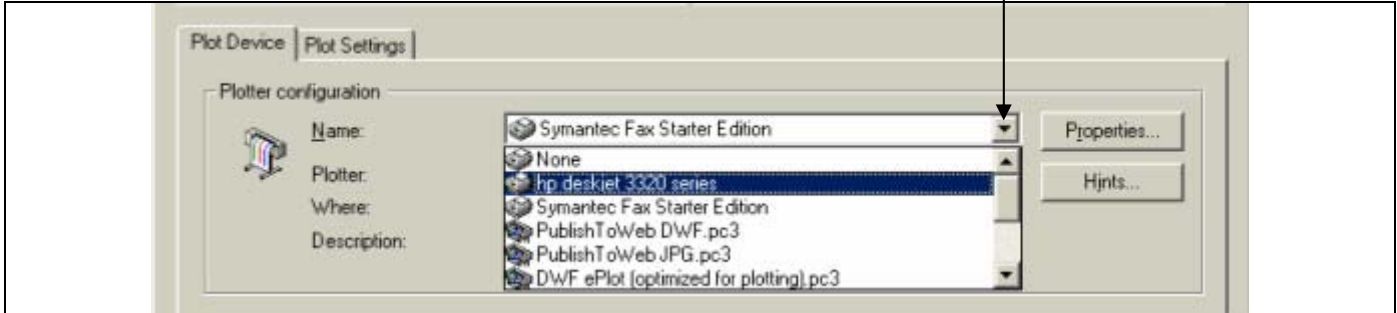 Plot Device Plot Settings
Plotter configuration
Name: Symantec Fax Starter Edition Properties...
None
Plotter: hp deskjet 3320 series Hints...
Where: Symantec Fax Starter Edition
PublishToWeb DWF.pc3
Description: PublishToWeb JPG.pc3
DWF ePlot (optimized for plotting).pc3